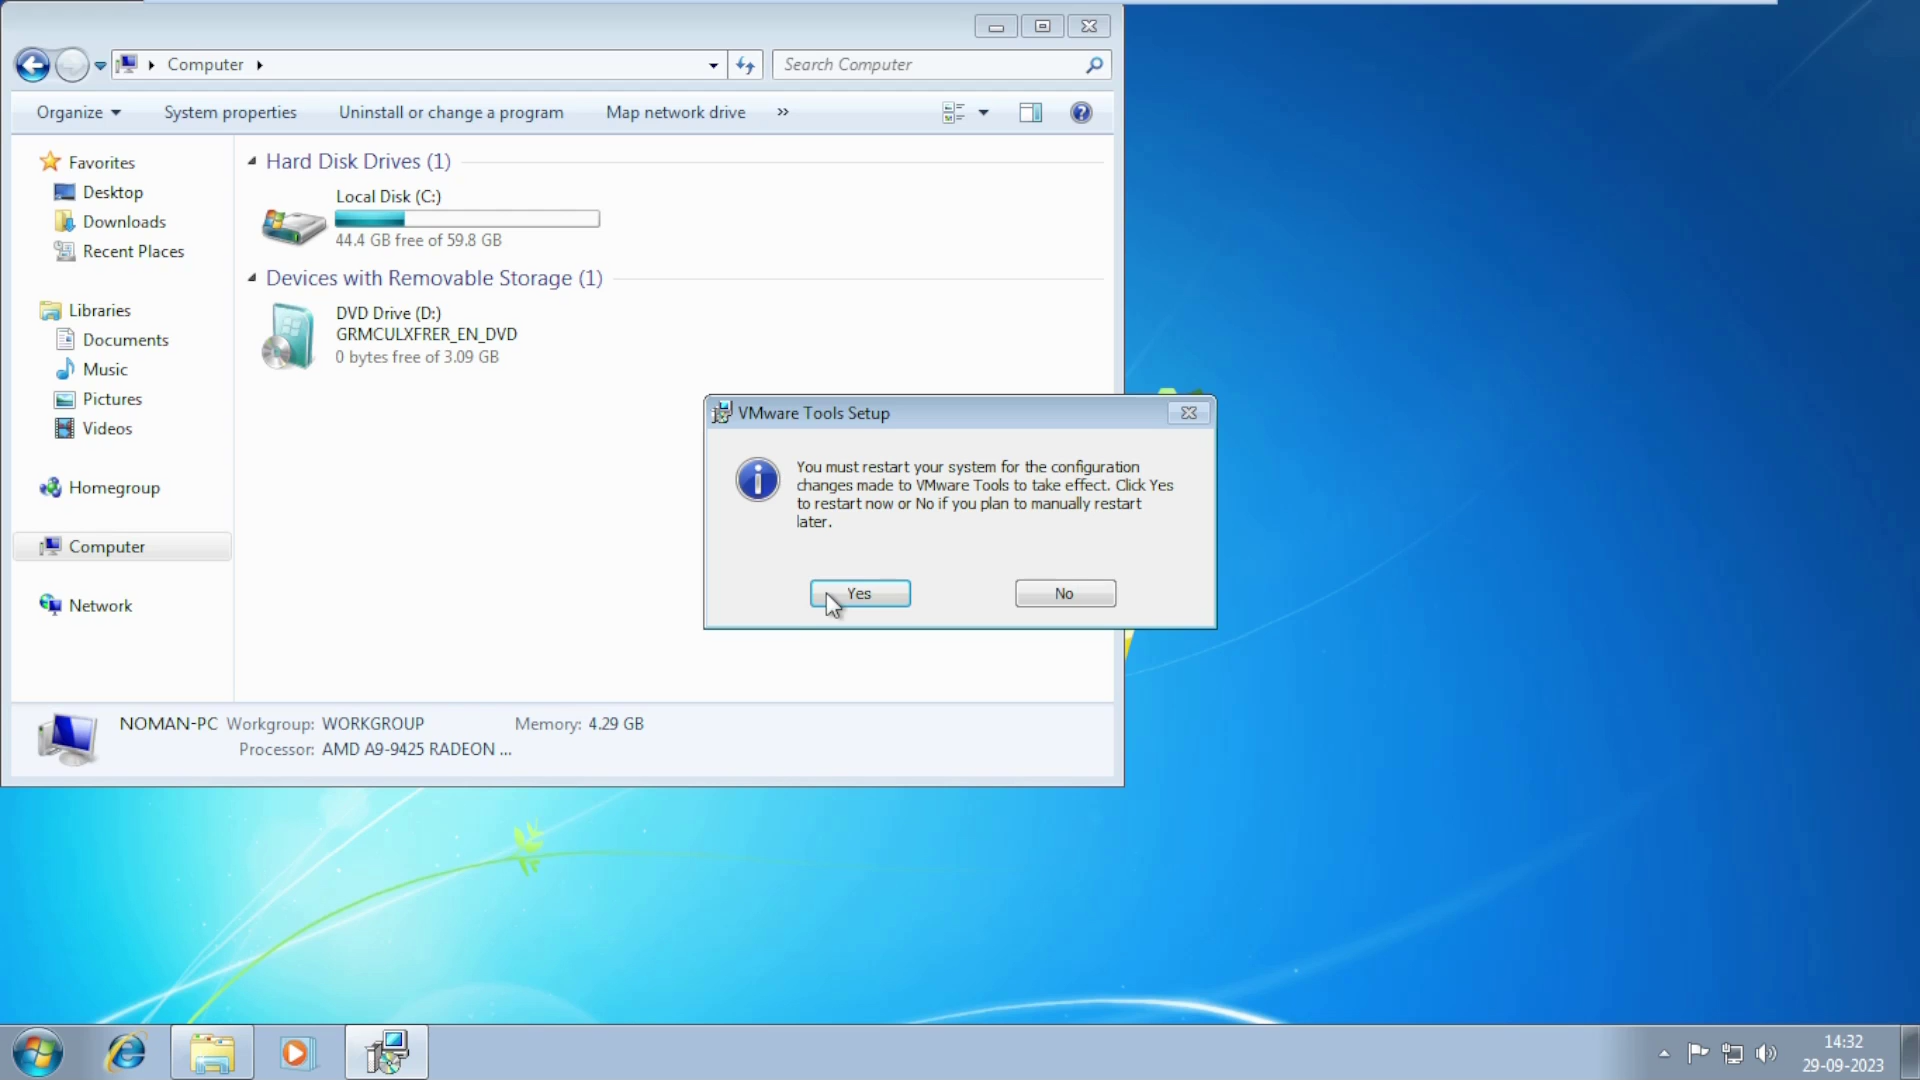 Computer
Search Computer
Organize
System properties
Uninstall or change a program
Map network drive
»
Favorites
Desktop
Downloads
Recent Places
Libraries
Documents
Music
Pictures
Videos
Homegroup
Computer
Network
Hard Disk Drives (1)
Local Disk (C:)
44.4 GB free of 59.8 GB
Devices with Removable Storage (1)
DVD Drive (D:)
GRMCULXFRER_EN_DVD
0 bytes free of 3.09 GB
VMware Tools Setup
You must restart your system for the configuration
changes made to VMware Tools to take effect. Click Yes
to restart now or No if you plan to manually restart
later.
Yes
No
NOMAN-PC Workgroup: WORKGROUP Memory: 4.29 GB
Processor: AMD A9-9425 RADEON ...
14:32
29-09-2023